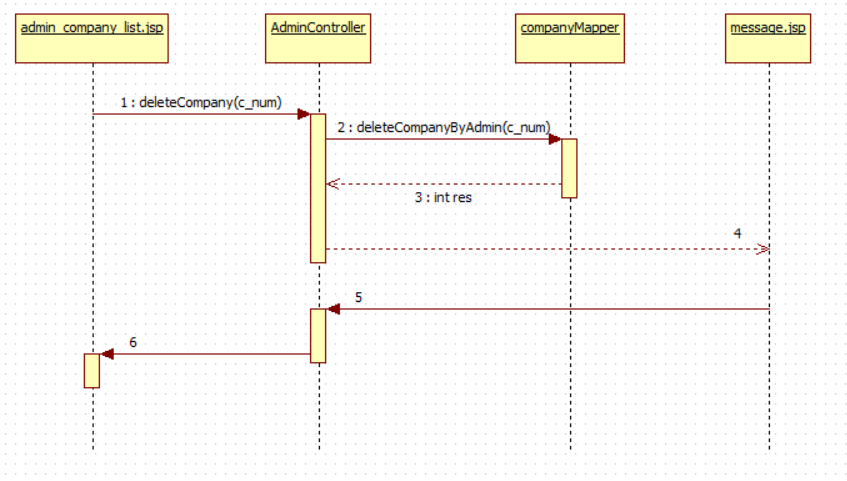 admin_company_list.jsp
AdminController
companyMapper
message.jsp
1 : deleteCompany(c_num)
2 : deleteCompanyByAdmin(c_num)
3 : int res
4
5
6